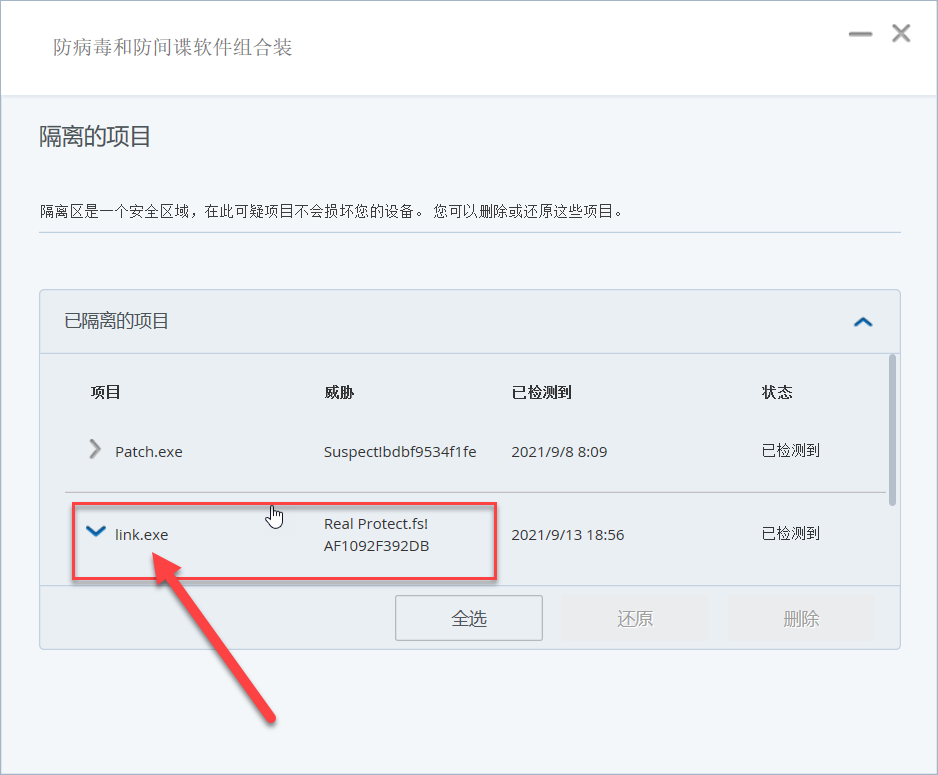 防病毒和防间谍软件组合装
隔离的项目
隔离区是一个安全区域，在此可疑项目不会损坏您的设备。 您可以删除或还原这些项目。
已隔离的项目
项目 威胁 已检测到 状态
Patch.exe Suspect!bdbf9534f1fe 2021/9/8 8:09 已检测到
link.exe Real Protect.fs! 2021/9/13 18:56 已检测到
AF1092F392DB
全选 还原 删除